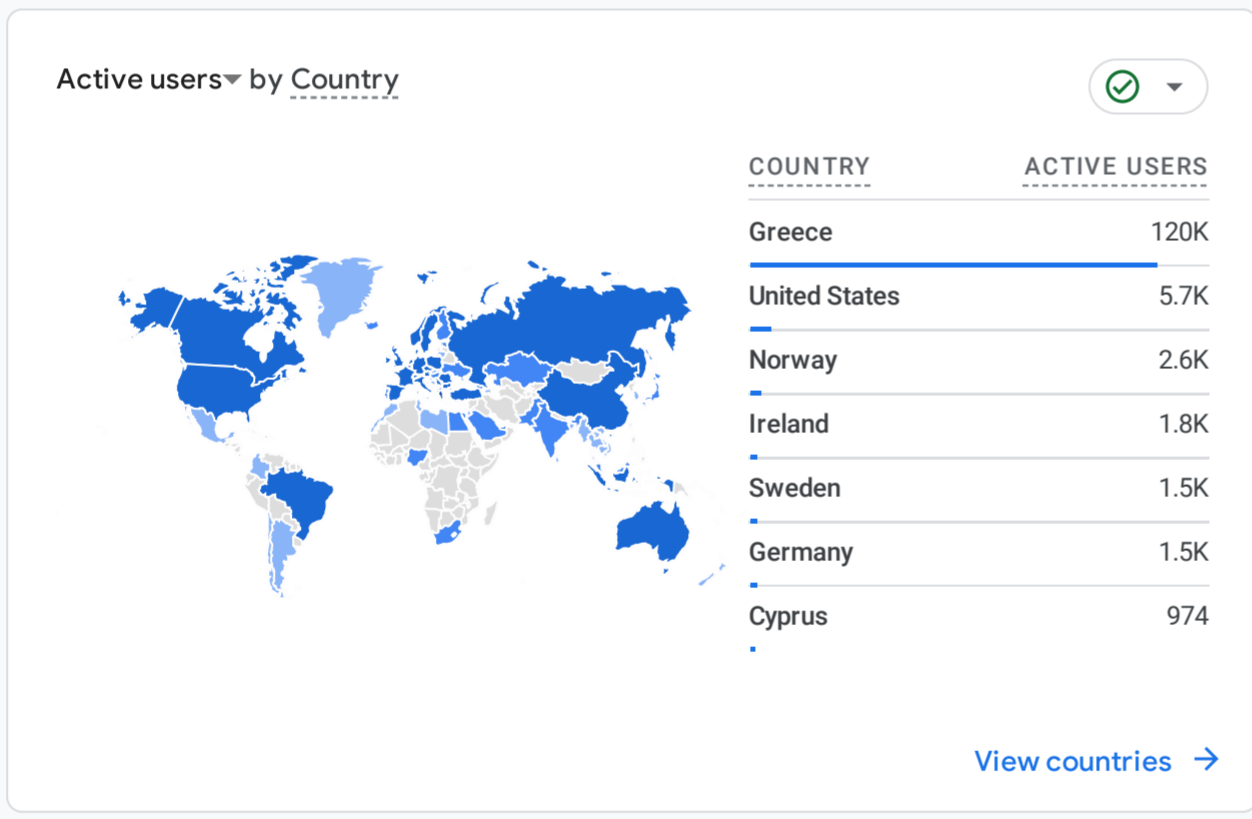 Active users by Country
COUNTRY ACTIVE USERS
Greece 120K
United States 5.7K
Norway 2.6K
Ireland 1.8K
Sweden 1.5K
Germany 1.5K
Cyprus 974
View countries